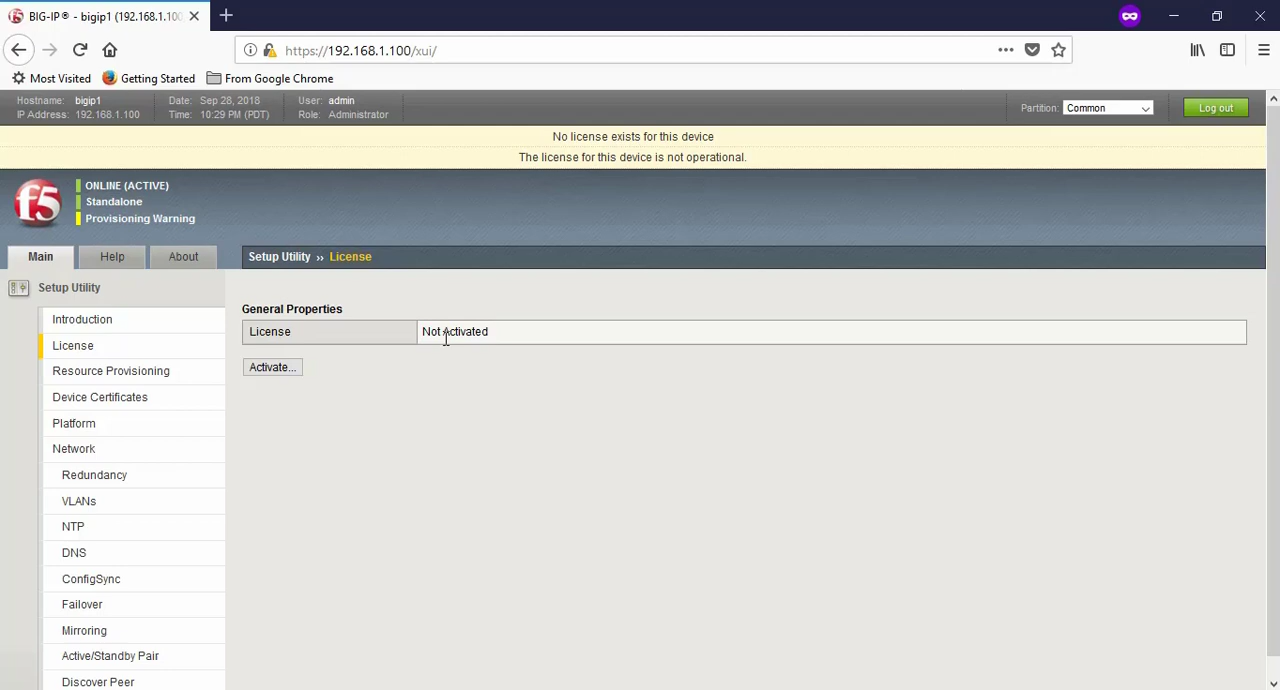 BIG-IP® - bigip1 (192.168.1.100
https://192.168.1.100/xui/
Most Visited
Getting Started
From Google Chrome
Hostname: bigip1
IP Address: 192.168.1.100
Date: Sep 28, 2018
Time: 10:29 PM (PDT)
User: admin
Role: Administrator
Partition: Common
Log out
No license exists for this device
The license for this device is not operational.
f5
ONLINE (ACTIVE)
Standalone
Provisioning Warning
Main
Help
About
Setup Utility ›› License
Setup Utility
Introduction
License
Resource Provisioning
Device Certificates
Platform
Network
Redundancy
VLANs
NTP
DNS
ConfigSync
Failover
Mirroring
Active/Standby Pair
Discover Peer
General Properties
License
Not Activated
Activate...